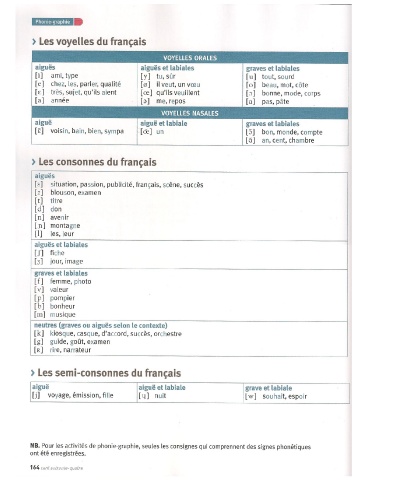 Phonie-graphie
> Les voyelles du français
VOYELLES ORALES
aiguës aiguës et labiales graves et labiales
[i] ami, type [y] tu, sûr [u] tout, sourd
[e] chez, les, parler, qualité [ø] il veut, un vœu [o] beau, mot, côte
[ɛ] très, sujet, qu'ils aient [œ] qu'ils veuillent [ɔ] bonne, mode, corps
[a] année [ə] me, repos [ɑ] pas, pâte
VOYELLES NASALES
aiguë aiguë et labiale graves et labiales
[ɛ̃] voisin, bain, bien, sympa [œ̃] un [ɔ̃] bon, monde, compte
[ɑ̃] an, cent, chambre
> Les consonnes du français
aiguës
[s] situation, passion, publicité, français, scène, succès
[z] blouson, examen
[t] titre
[d] don
[n] avenir
[ɲ] montagne
[l] les, leur
aiguës et labiales
[ʃ] fiche
[ʒ] jour, image
graves et labiales
[f] femme, photo
[v] valeur
[p] pompier
[b] bonheur
[m] musique
neutres (graves ou aiguës selon le contexte)
[k] kiosque, casque, d'accord, succès, orchestre
[g] guide, goût, examen
[ʀ] rire, narrateur
> Les semi-consonnes du français
aiguë aiguë et labiale grave et labiale
[j] voyage, émission, fille [ɥ] nuit [w] souhait, espoir
NB. Pour les activités de phonie-graphie, seules les consignes qui comprennent des signes phonétiques
ont été enregistrées.
164 cent soixante-quatre